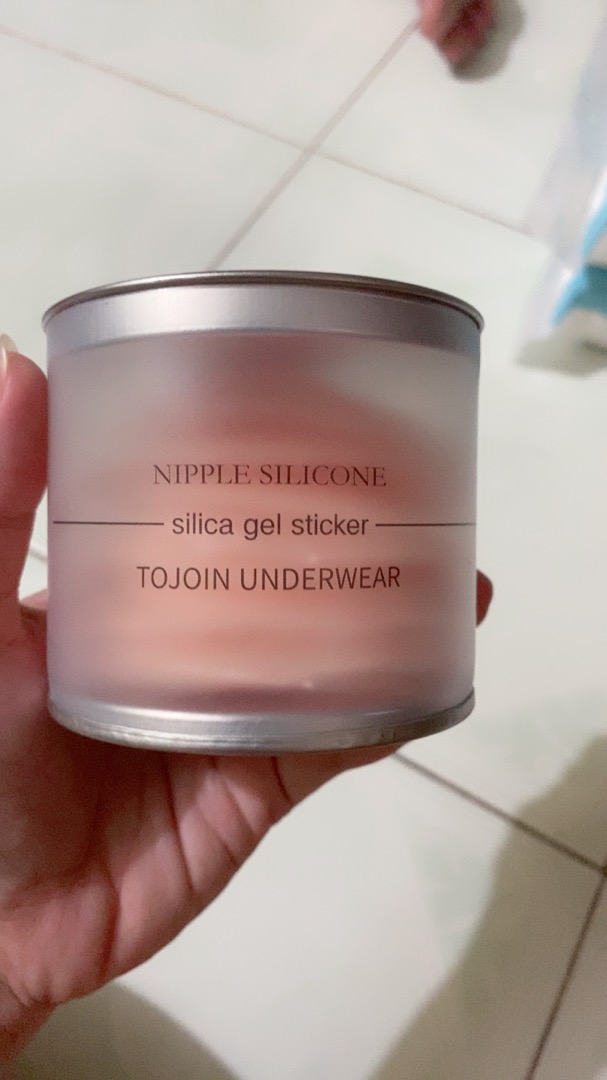 NIPPLE SILICONE
silica gel sticker
TOJOIN UNDERWEAR